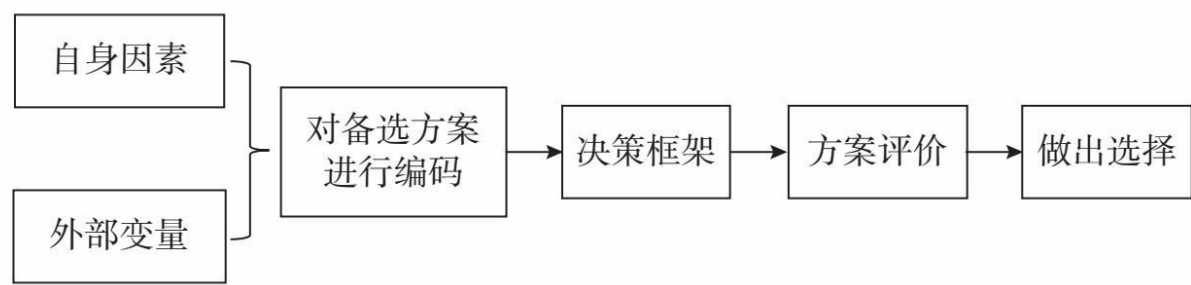 自身因素
外部变量
对备选方案
进行编码
决策框架
方案评价
做出选择